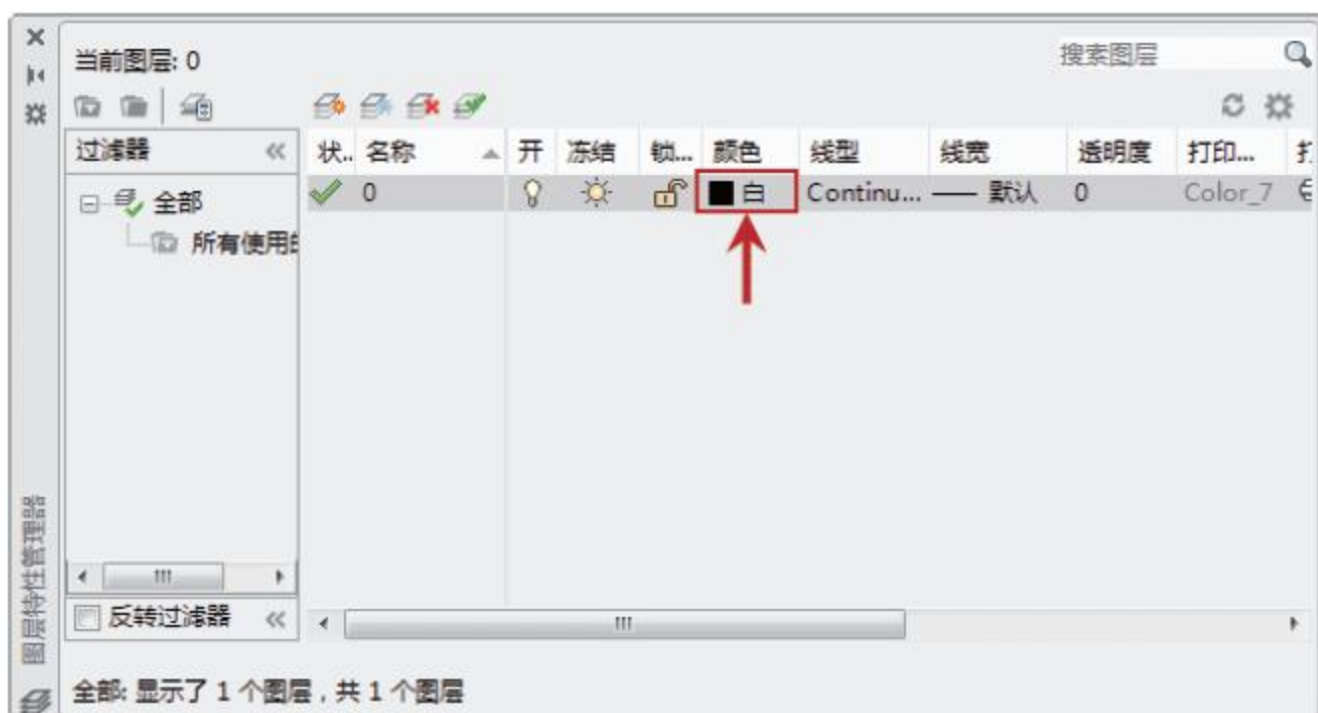 当前图层: 0
搜索图层
过滤器
状.. 名称 开 冻结 锁... 颜色 线型 线宽 透明度 打印...
全部
0 白 Continu... 默认 0 Color_7
所有使用
反转过滤器
图层特性管理器
全部: 显示了 1 个图层，共 1 个图层